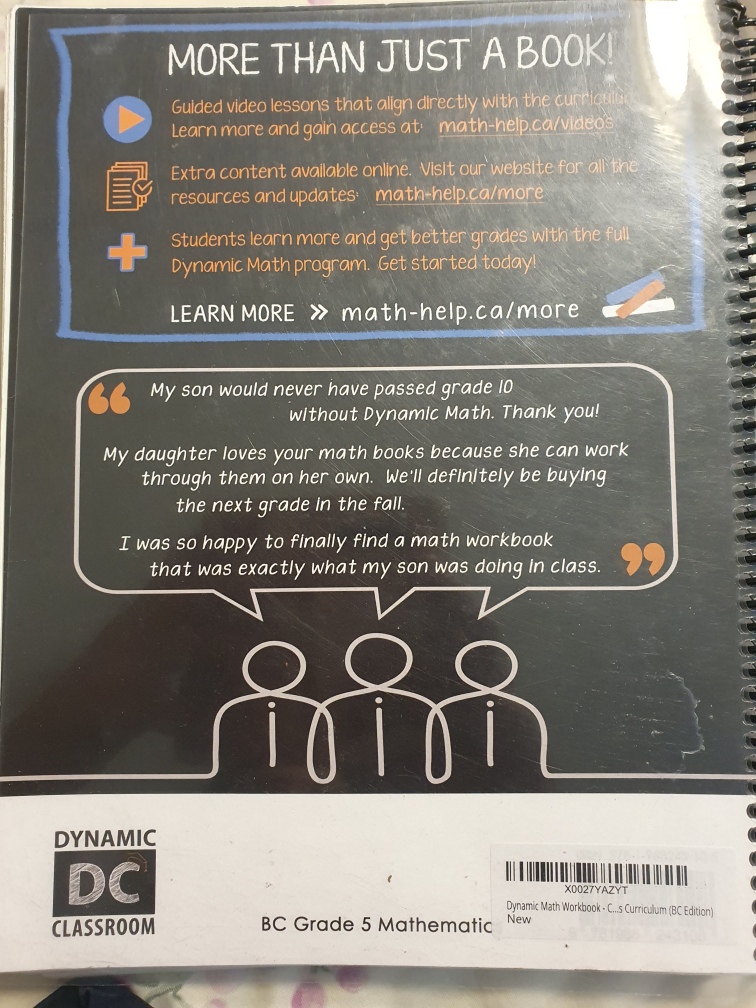 MORE THAN JUST A BOOK!
Guided video lessons that align directly with the curriculum.
Learn more and gain access at: math-help.ca/videos
Extra content available online. Visit our website for all the
resources and updates: math-help.ca/more
Students learn more and get better grades with the full
Dynamic Math program. Get started today!
LEARN MORE » math-help.ca/more
“ My son would never have passed grade 10
without Dynamic Math. Thank you!
My daughter loves your math books because she can work
through them on her own. We'll definitely be buying
the next grade in the fall.
I was so happy to finally find a math workbook
that was exactly what my son was doing in class. ”
DYNAMIC
DC
CLASSROOM
BC Grade 5 Mathematic
X0027YAZYT
Dynamic Math Workbook - C...s Curriculum (BC Edition)
New